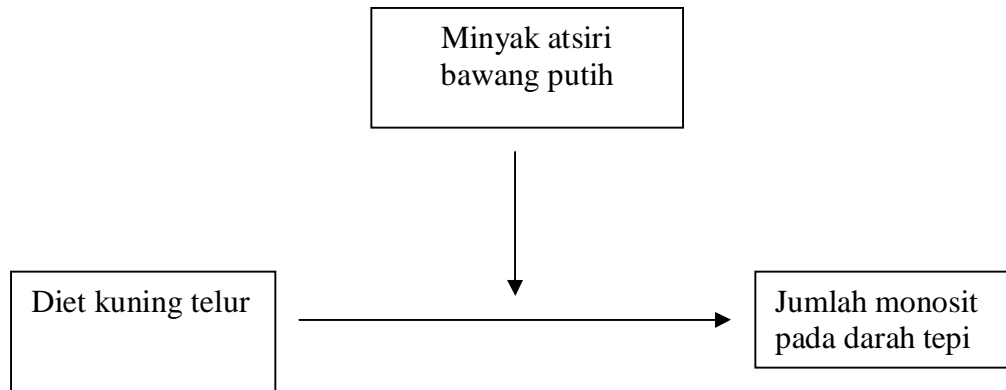 Minyak atsiri
bawang putih
Diet kuning telur
Jumlah monosit
pada darah tepi